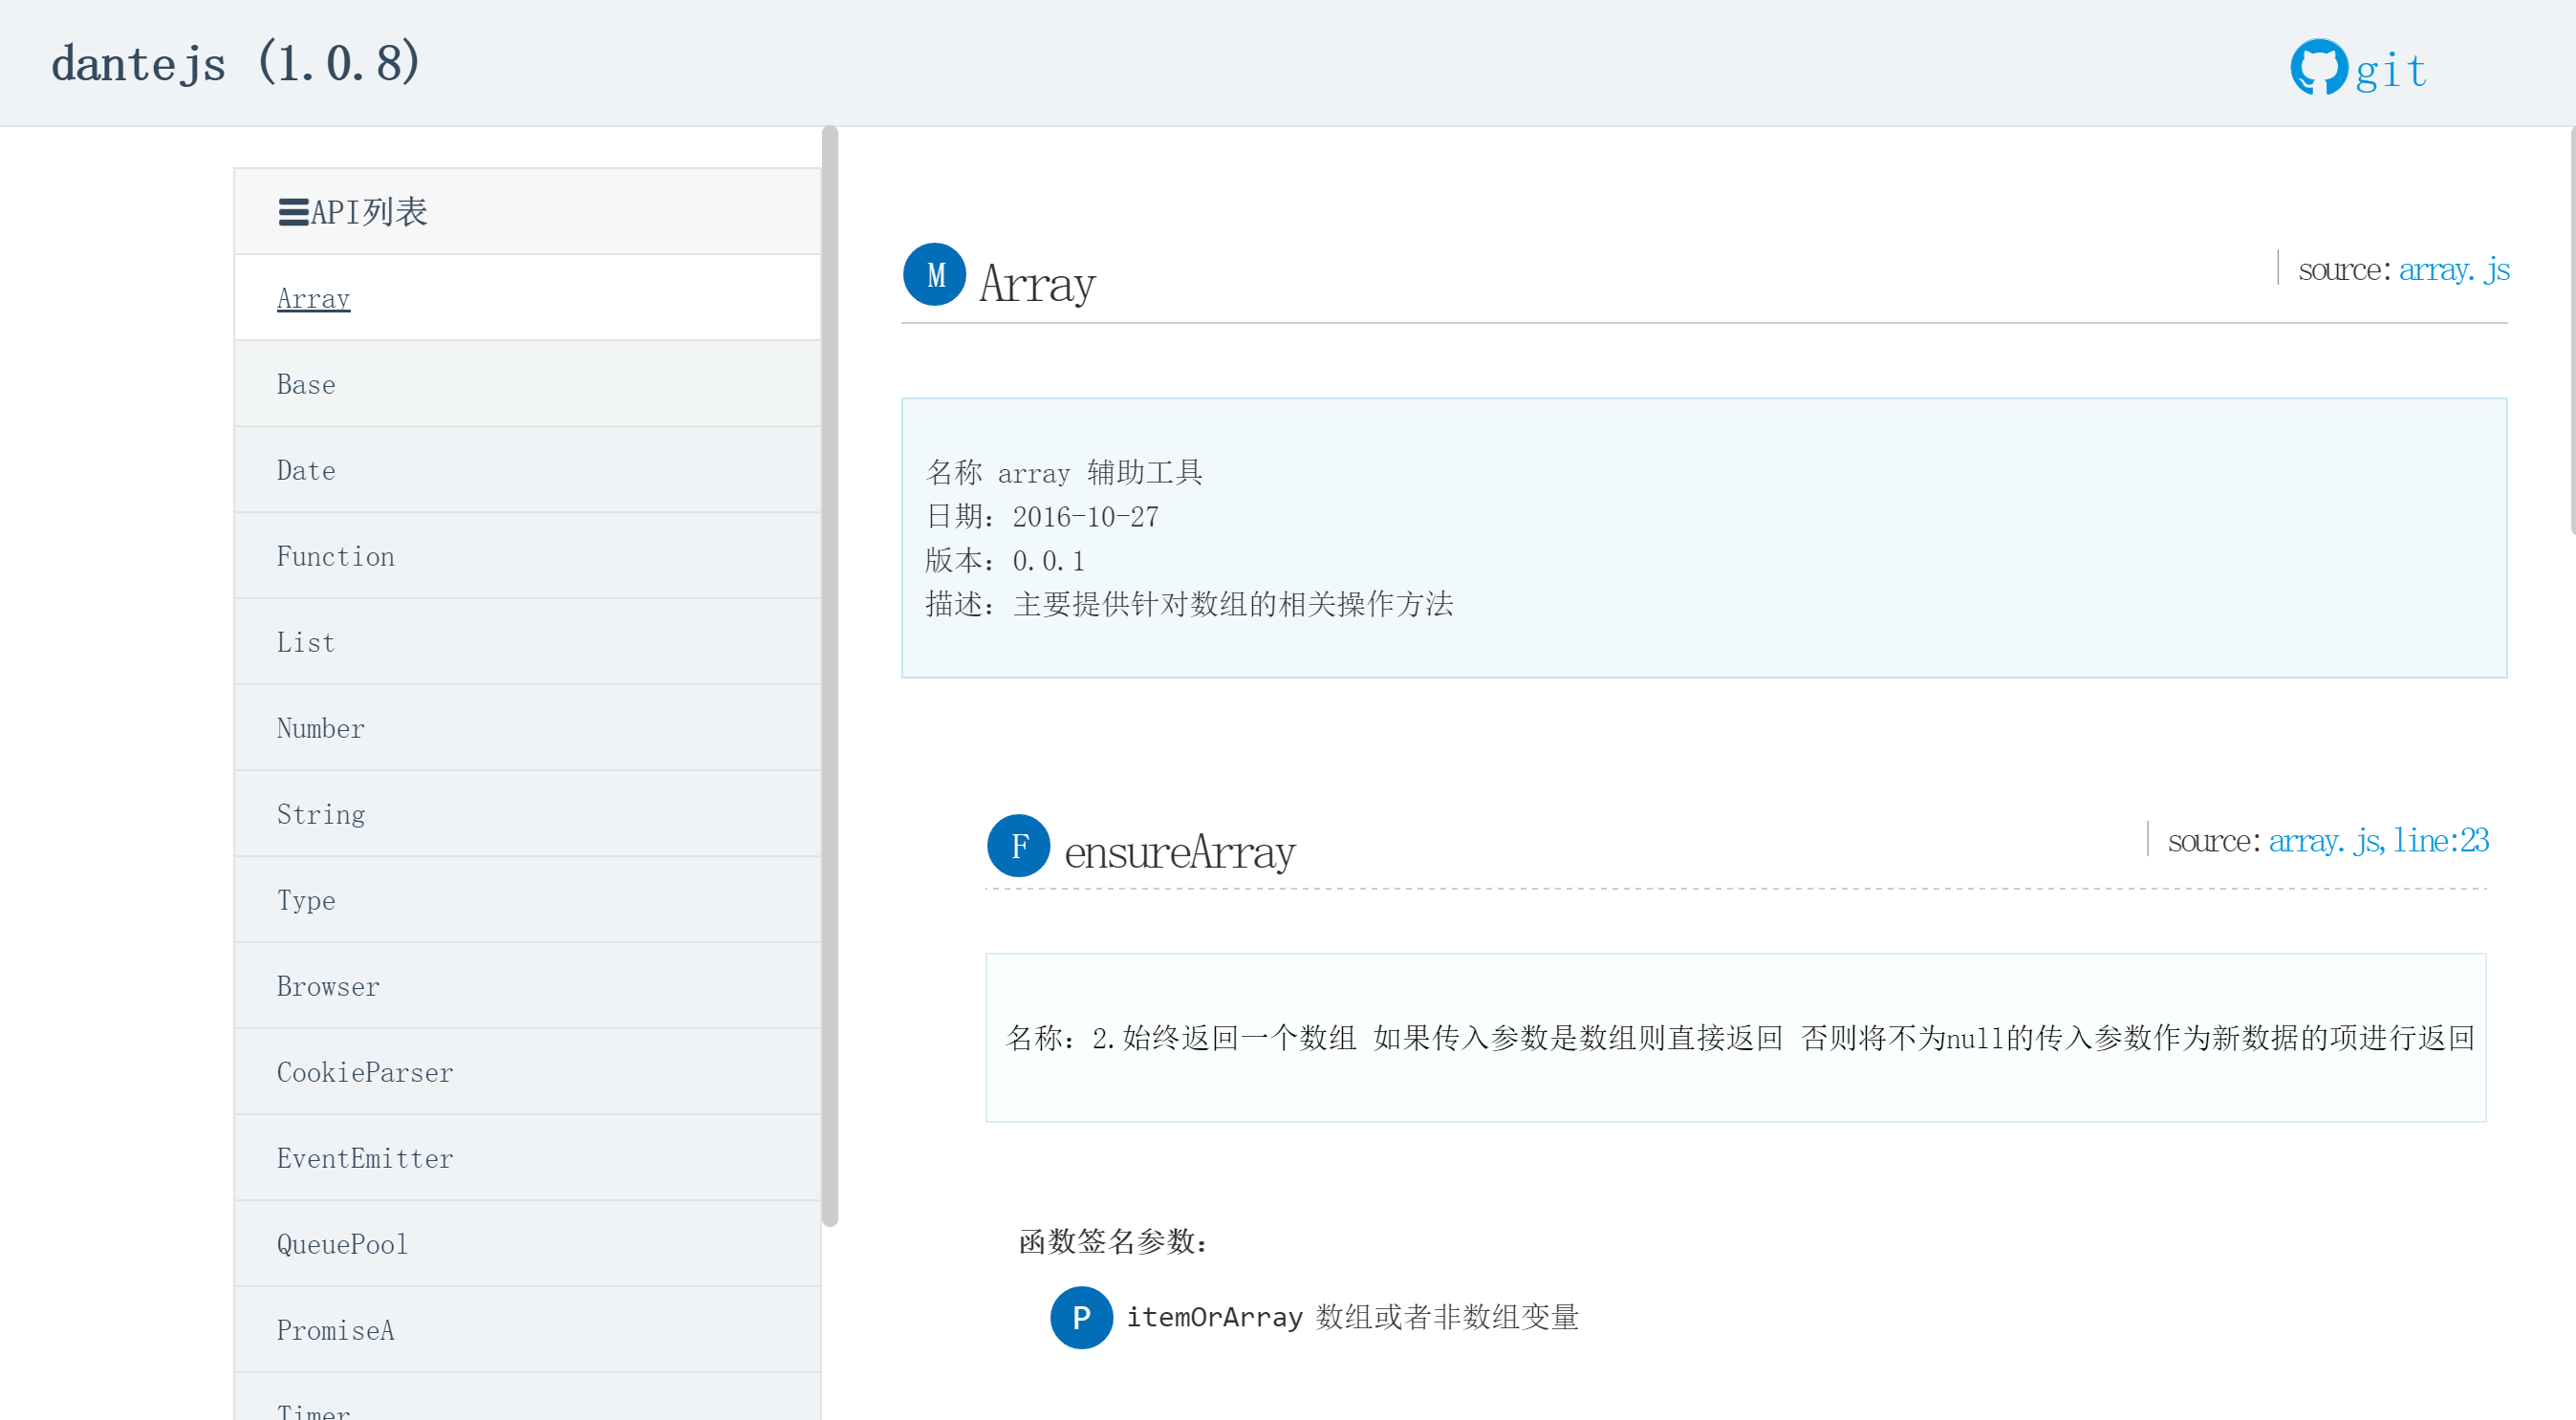 dantejs (1.0.8)
git
API列表
Array
Base
Date
Function
List
Number
String
Type
Browser
CookieParser
EventEmitter
QueuePool
PromiseA
Timer
M Array
source: array.js
名称 array 辅助工具
日期: 2016-10-27
版本: 0.0.1
描述: 主要提供针对数组的相关操作方法
F ensureArray
source: array.js,line:23
名称: 2.始终返回一个数组 如果传入参数是数组则直接返回 否则将不为null的传入参数作为新数据的项进行返回
函数签名参数:
P itemOrArray 数组或者非数组变量